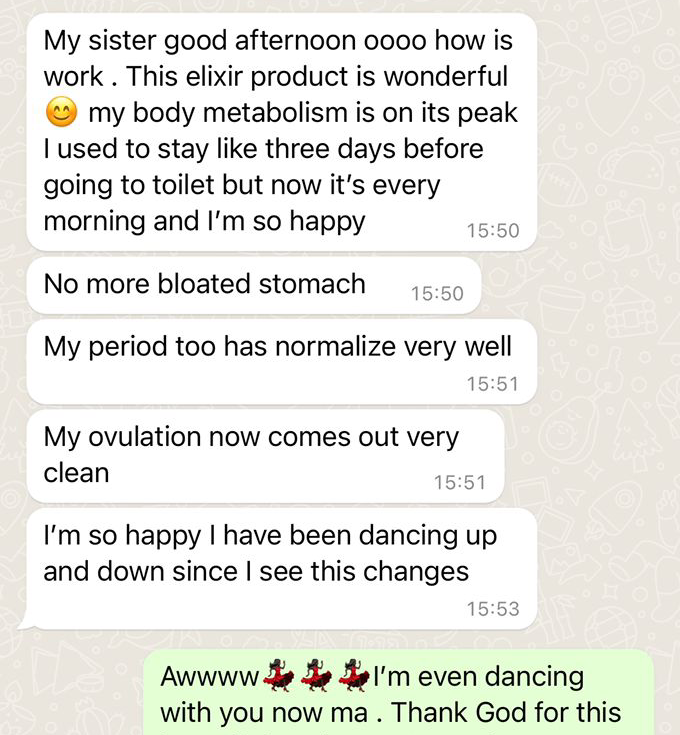 My sister good afternoon oooo how is
work . This elixir product is wonderful
😊 my body metabolism is on its peak
I used to stay like three days before
going to toilet but now it's every
morning and I'm so happy
15:50
No more bloated stomach
15:50
My period too has normalize very well
15:51
My ovulation now comes out very
clean
15:51
I'm so happy I have been dancing up
and down since I see this changes
15:53
Awwww💃💃💃I'm even dancing
with you now ma . Thank God for this